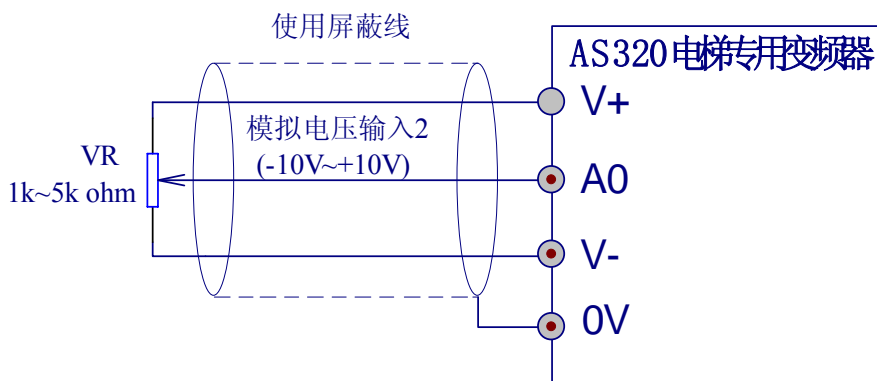 使用屏蔽线
AS320电梯专用变频器
V+
模拟电压输入2
(-10V~+10V)
VR
1k~5k ohm
A0
V-
0V